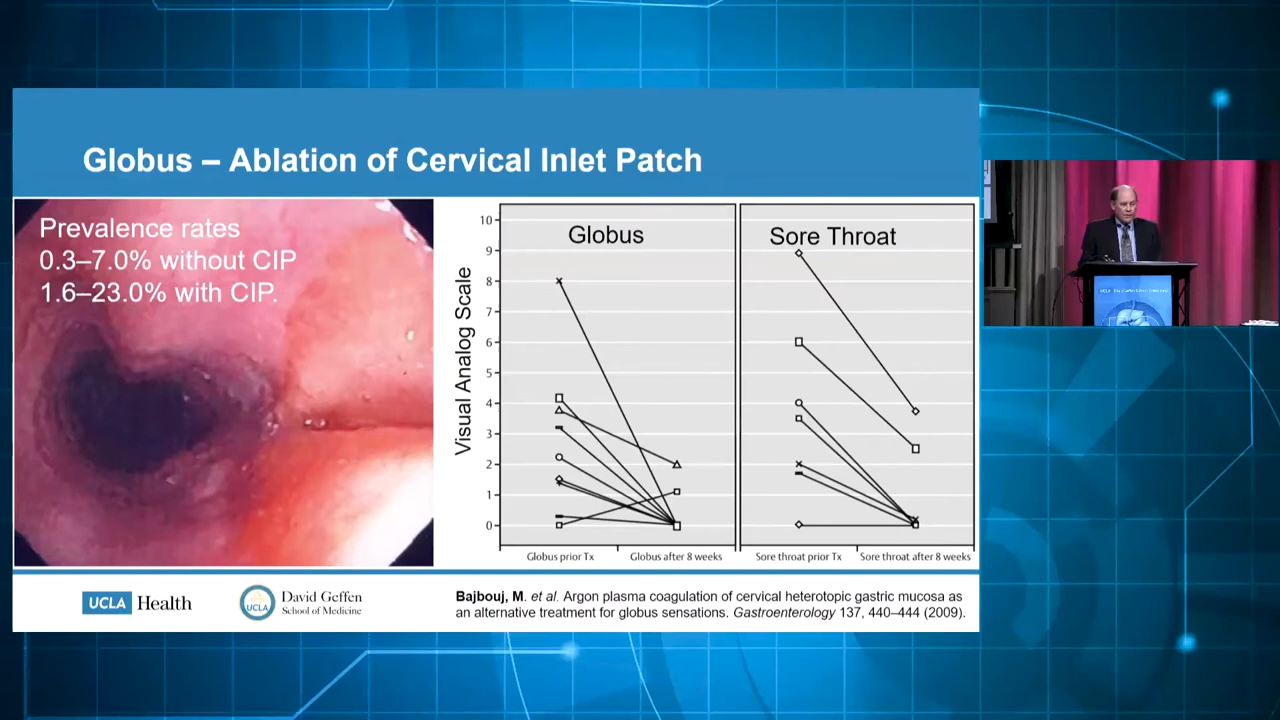 Globus – Ablation of Cervical Inlet Patch
Prevalence rates
0.3–7.0% without CIP
1.6–23.0% with CIP.
Visual Analog Scale
10
9
8
7
6
5
4
3
2
1
0
Globus
Sore Throat
Globus prior Tx
Globus after 8 weeks
Sore throat prior Tx
Sore throat after 8 weeks
UCLA Health
UCLA
David Geffen
School of Medicine
Bajbouj, M. et al. Argon plasma coagulation of cervical heterotopic gastric mucosa as
an alternative treatment for globus sensations. Gastroenterology 137, 440–444 (2009).